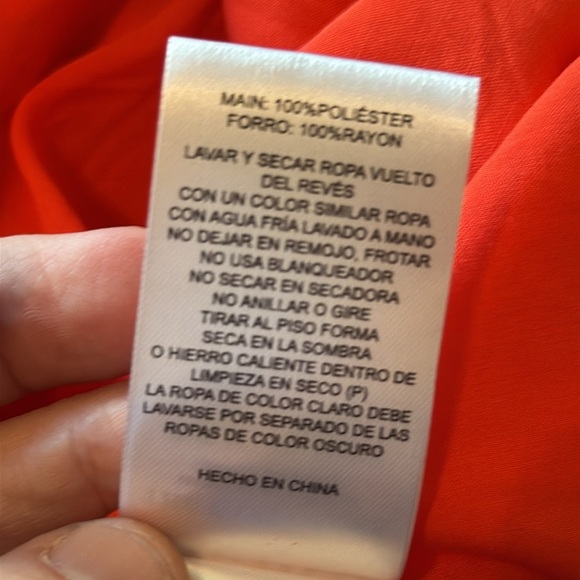 MAIN: 100%POLIÉSTER
FORRO: 100%RAYON
LAVAR Y SECAR ROPA VUELTO
DEL REVÉS
CON UN COLOR SIMILAR ROPA
CON AGUA FRÍA LAVADO A MANO
NO DEJAR EN REMOJO, FROTAR
NO USA BLANQUEADOR
NO SECAR EN SECADORA
NO ANILLAR O GIRE
TIRAR AL PISO FORMA
SECA EN LA SOMBRA
O HIERRO CALIENTE DENTRO DE
LIMPIEZA EN SECO (P)
LA ROPA DE COLOR CLARO DEBE
LAVARSE POR SEPARADO DE LAS
ROPAS DE COLOR OSCURO
HECHO EN CHINA